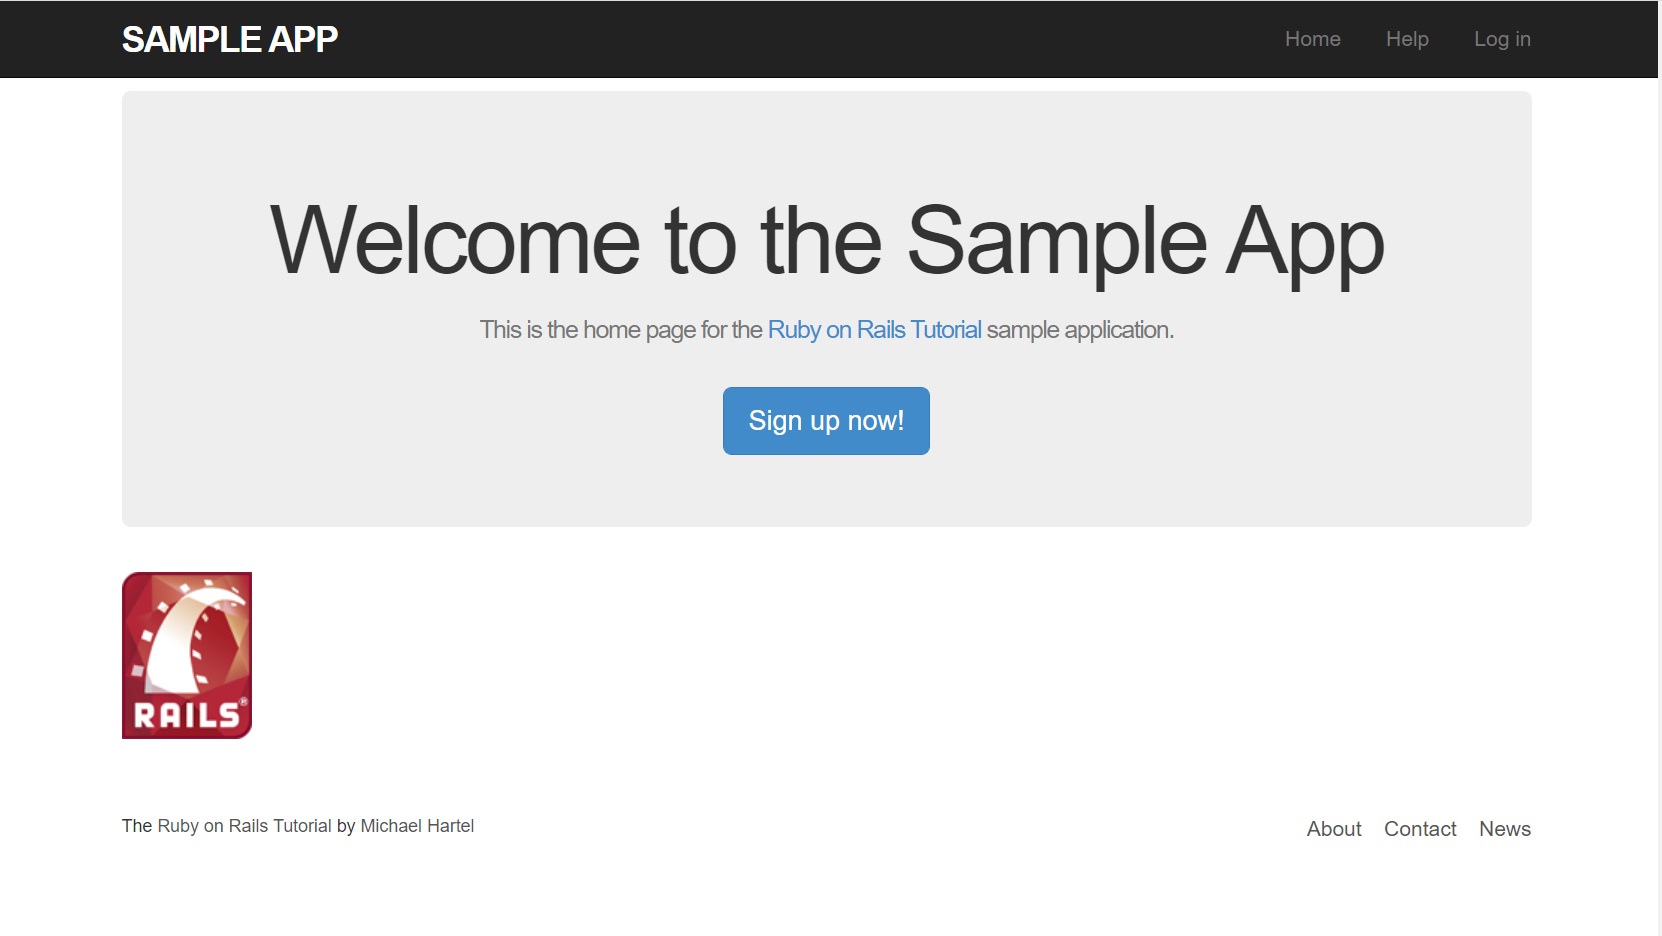 SAMPLE APP
Home Help Log in
Welcome to the Sample App
This is the home page for the Ruby on Rails Tutorial sample application.
Sign up now!
RAILS®
The Ruby on Rails Tutorial by Michael Hartel
About Contact News